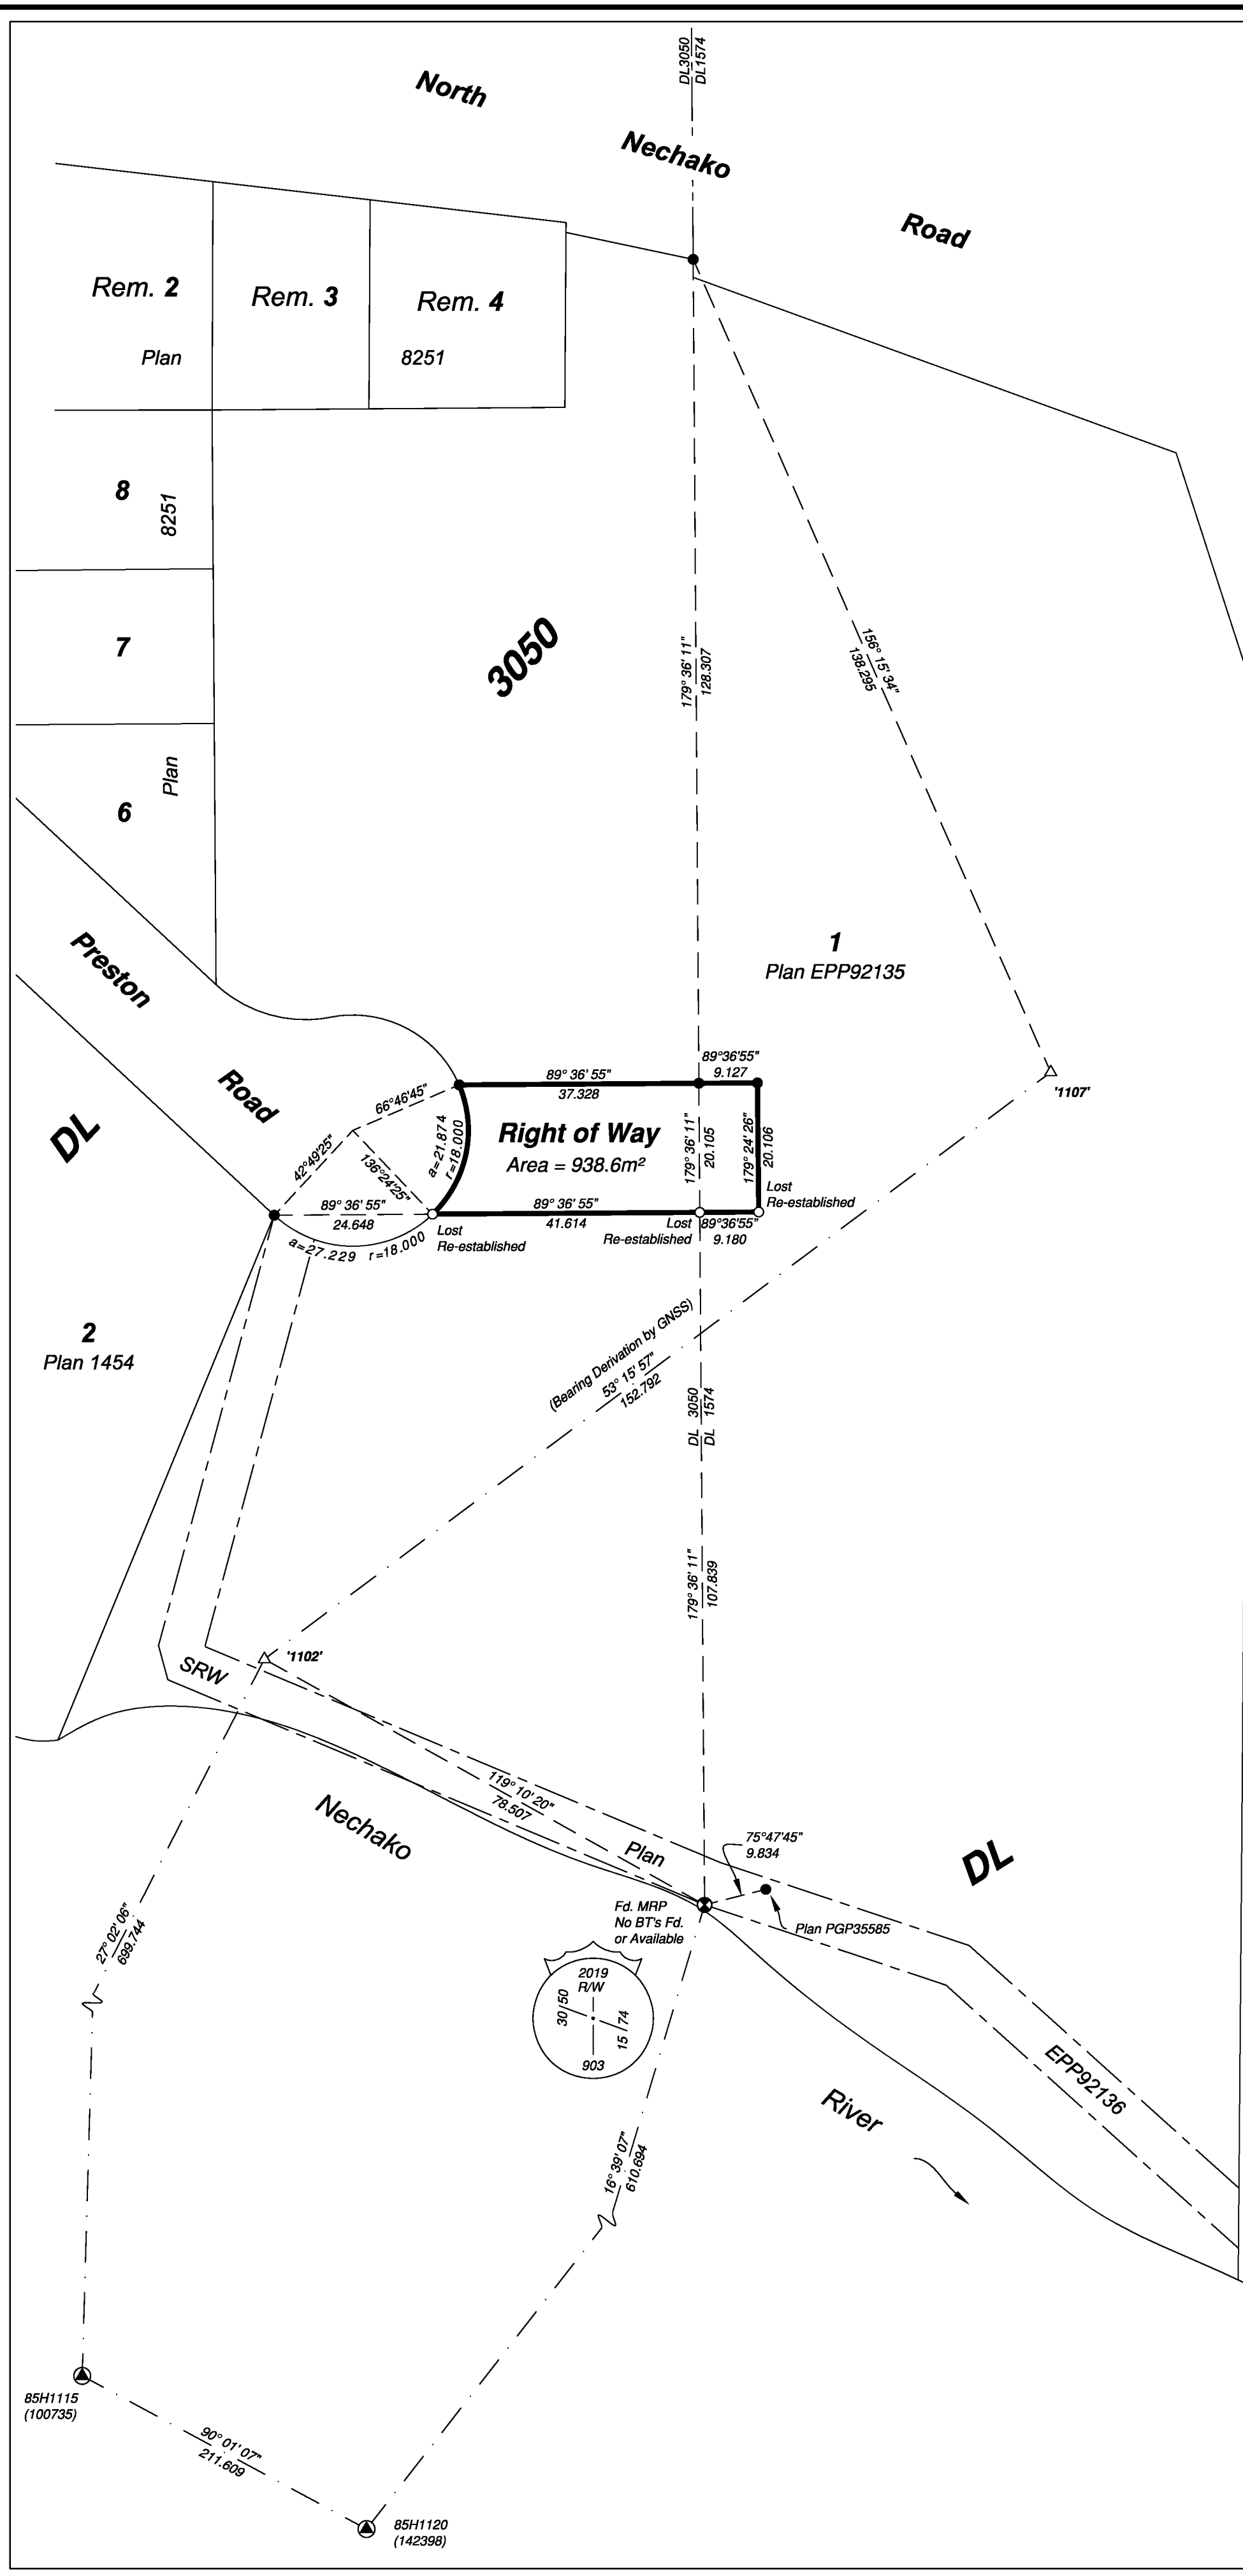 DL3050
DL1574
North
Nechako
Road
Rem. 2
Rem. 3
Rem. 4
Plan
8251
8
8251
7
3050
179° 36' 11"
128.307
156° 15' 34"
138.295
Plan
6
Preston
Road
1
Plan EPP92135
'1107'
DL
89° 36' 55"
37.328
89°36'55"
9.127
66°46'45"
42°49'25"
136°24'25"
a=21.874
r=18.000
Right of Way
Area = 938.6m²
179° 36' 11"
20.105
179° 24' 26"
20.106
Lost
Re-established
89° 36' 55"
24.648
a=27.229 r=18.000
Lost
Re-established
89° 36' 55"
41.614
Lost
Re-established
89°36'55"
9.180
2
Plan 1454
(Bearing Derivation by GNSS)
53° 15' 57"
152.792
DL 3050
DL 1574
179° 36' 11"
107.839
SRW
'1102'
119° 10' 20"
78.507
Nechako
Plan
75°47'45"
9.834
DL
Plan PGP35585
Fd. MRP
No BT's Fd.
or Available
27° 02' 06"
699.744
2019
R/W
30 50
15 74
903
EPP92136
River
16° 39' 07"
610.694
85H1115
(100735)
90° 01' 07"
211.609
85H1120
(142398)